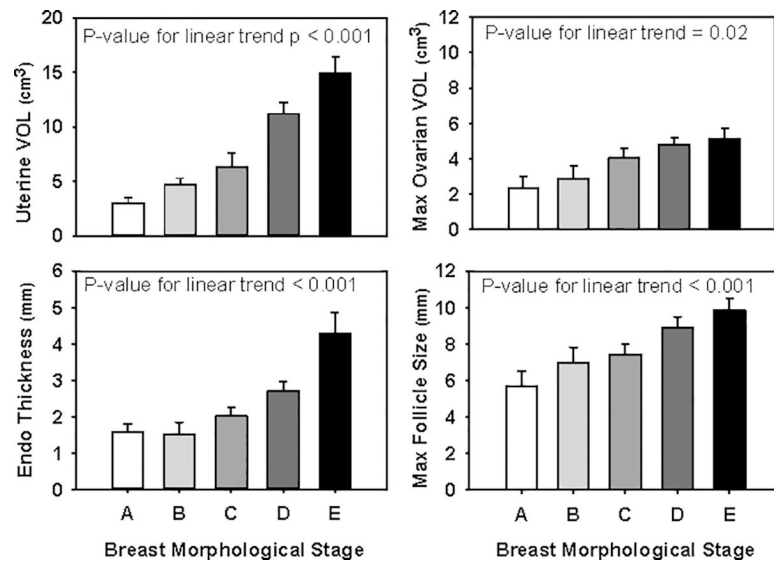 P-value for linear trend p < 0.001
Uterine VOL (cm³)
20
15
10
5
0
P-value for linear trend = 0.02
Max Ovarian VOL (cm³)
12
10
8
6
4
2
0
P-value for linear trend < 0.001
Endo Thickness (mm)
6
5
4
3
2
1
0
A B C D E
Breast Morphological Stage
P-value for linear trend < 0.001
Max Follicle Size (mm)
12
10
8
6
4
2
0
A B C D E
Breast Morphological Stage